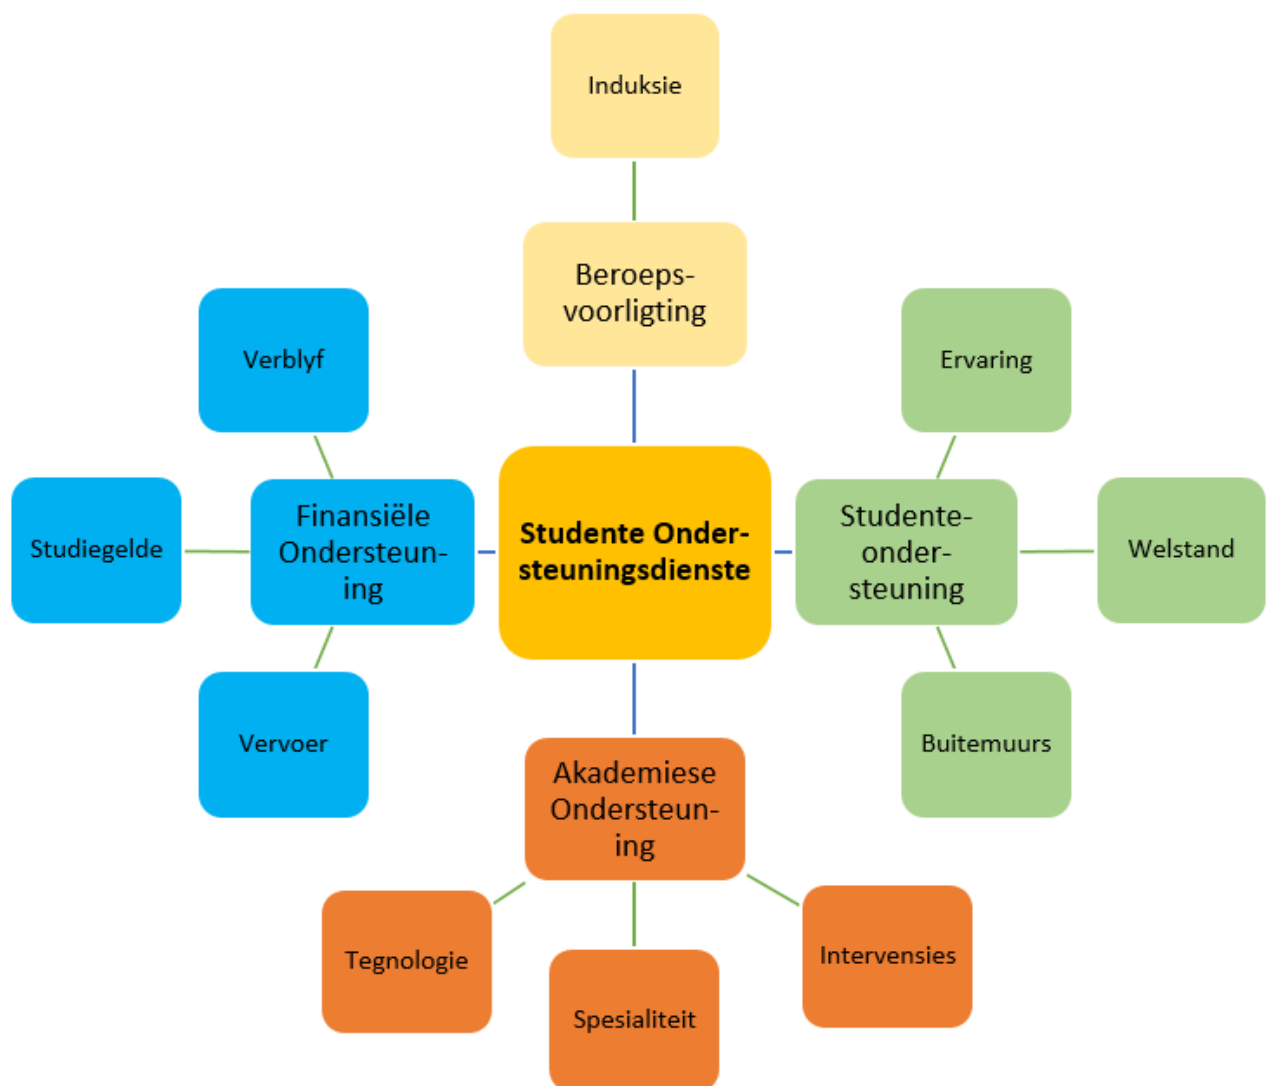 Induksie
Beroeps-
voorligting
Verblyf
Ervaring
Studiegelde
Finansiële
Ondersteun-
ing
Studente Onder-
steuningsdienste
Studente-
onder-
steuning
Welstand
Vervoer
Buitemuurs
Akademiese
Ondersteun-
ing
Tegnologie
Spesialiteit
Intervensies